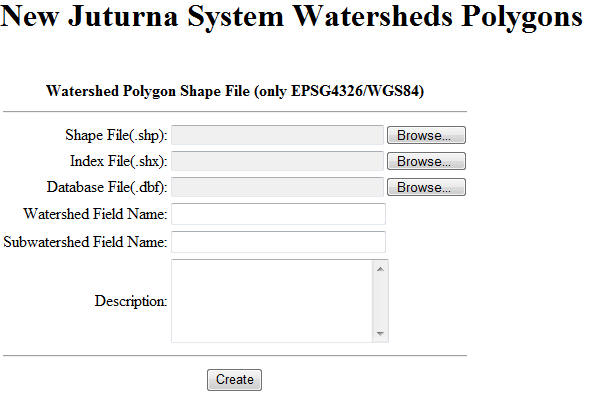 New Juturna System Watersheds Polygons
Watershed Polygon Shape File (only EPSG4326/WGS84)
Shape File(.shp): Browse...
Index File(.shx): Browse...
Database File(.dbf): Browse...
Watershed Field Name:
Subwatershed Field Name:
Description:
Create